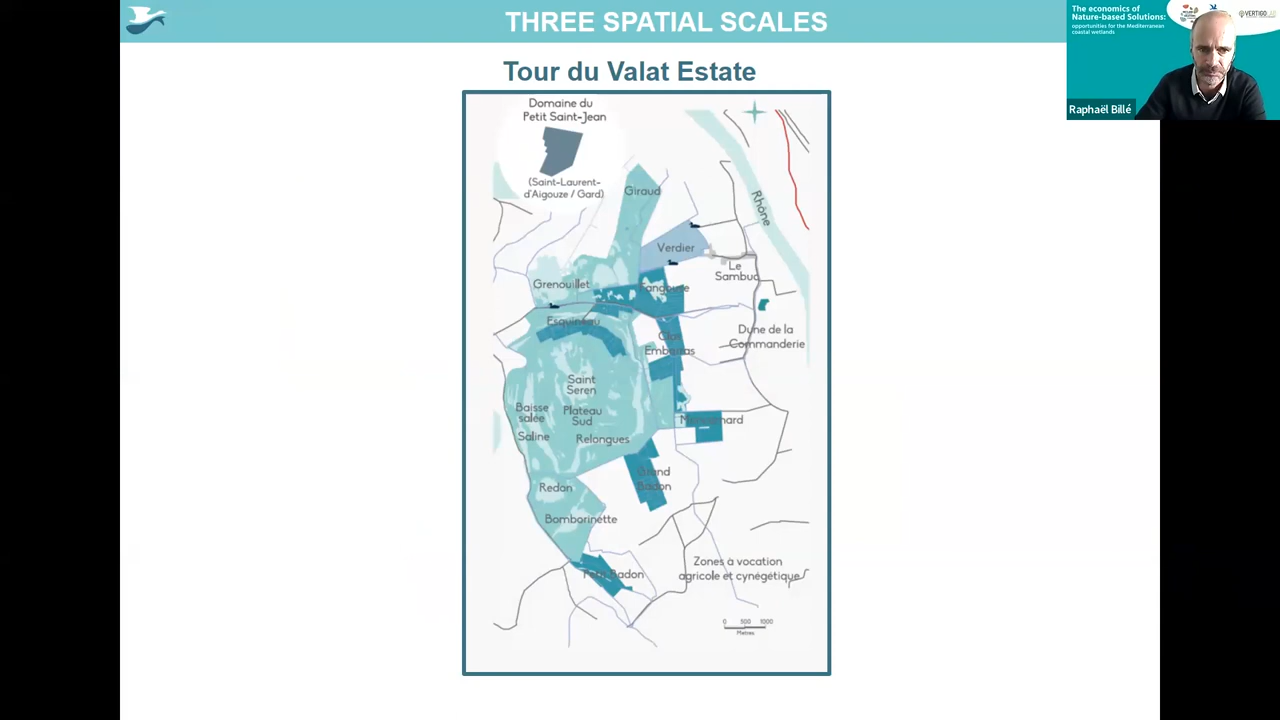 THREE SPATIAL SCALES
The economics of
Nature-based Solutions:
opportunities for the Mediterranean
coastal wetlands
VERTIGO
Raphaël Billé
Tour du Valat Estate
Domaine du
Petit Saint-Jean
(Saint-Laurent-
d'Aigouze / Gard)
Giraud
Rhône
Verdier
Le
Sambuc
Grenouillet
Fangouse
Esquineau
Dune de la
Commanderie
Clos
Embarras
Saint
Seren
Baisse
salée
Plateau
Sud
Saline
Relongues
Grand
Badon
Redon
Bomborinette
Petit Badon
Zones à vocation
agricole et cynégétique
0 500 1000
Mètres